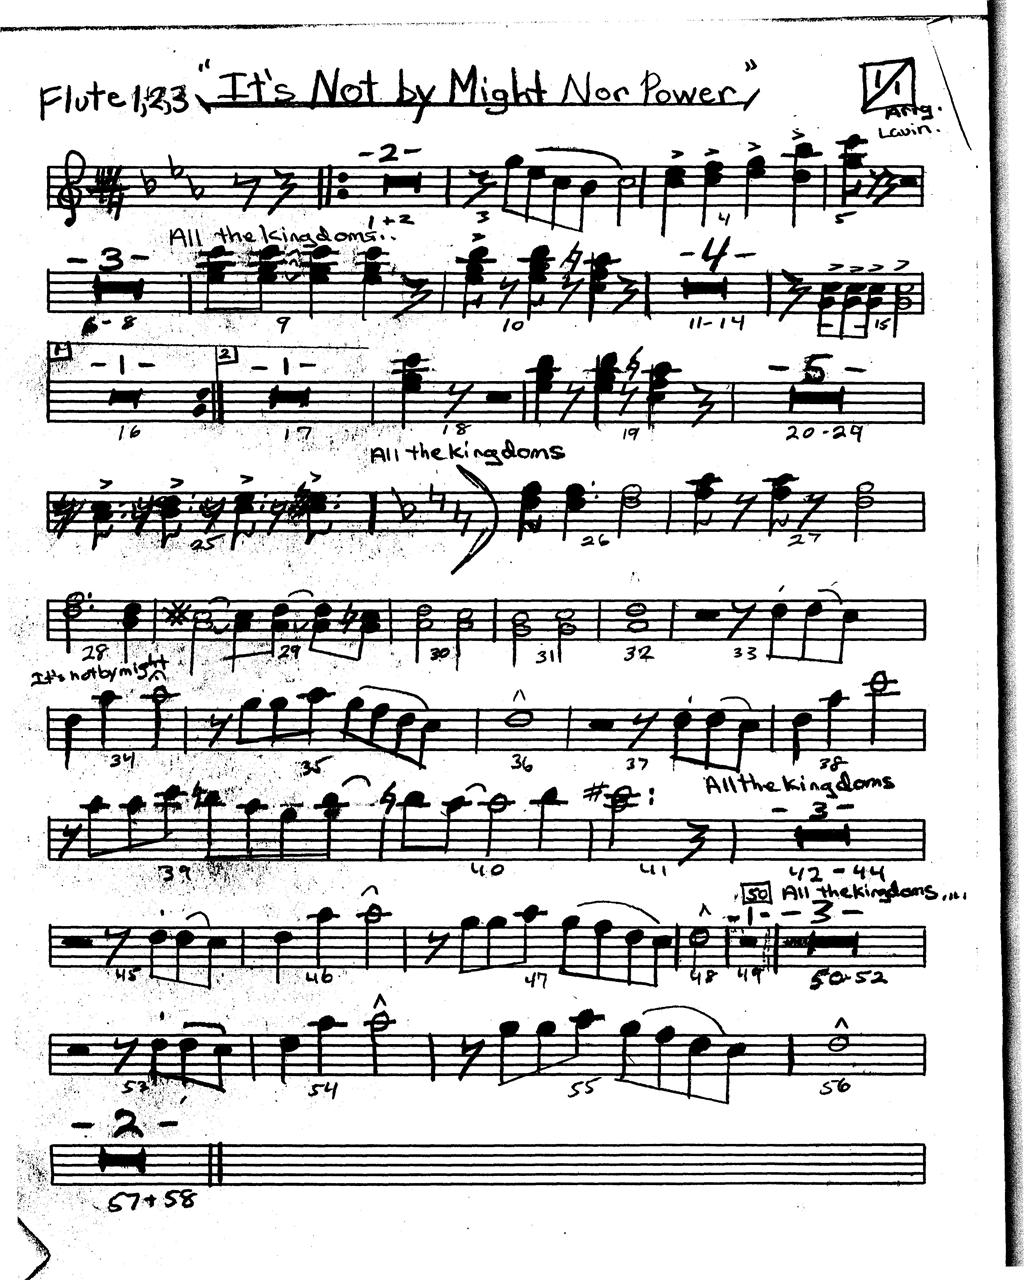 Flute 1,2,3 "It's Not by Might Nor Power" 1/1
Arrg.
Lavin.
-2-
1+2 3 4 5
All the kingdoms..
-3- -4-
6-8 9 10 11-14 15
1 -1- 2 -1- -5-
16 17 18 19 20-29
All the kingdoms
25 26 27
28 29 30 31 32 33
It's not by might
34 35 36 37 38
All the kingdoms
-3-
39 40 41 42-44
50 All the kingdoms....
-1- -3-
45 46 47 48 49 50-52
53 54 55 56
-2-
57+58